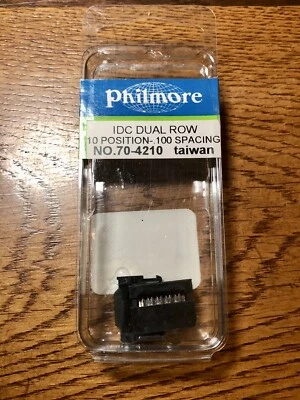 Philmore
IDC DUAL ROW
10 POSITION-.100 SPACING
NO.70-4210 taiwan